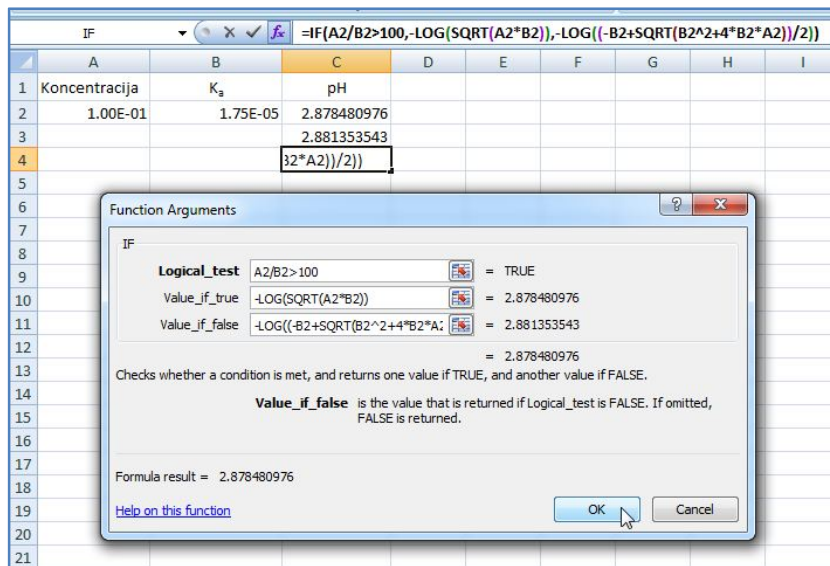 IF =IF(A2/B2>100,-LOG(SQRT(A2*B2)),-LOG((-B2+SQRT(B2^2+4*B2*A2))/2))
A B C D E F G H I
1 Koncentracija Ka pH
2 1.00E-01 1.75E-05 2.878480976
3 2.881353543
4 B2*A2))/2))
5
6
Function Arguments
7
IF
8
9 Logical_test A2/B2>100 = TRUE
10 Value_if_true -LOG(SQRT(A2*B2)) = 2.878480976
11 Value_if_false -LOG((-B2+SQRT(B2^2+4*B2*A2 = 2.881353543
12 = 2.878480976
13 Checks whether a condition is met, and returns one value if TRUE, and another value if FALSE.
14 Value_if_false is the value that is returned if Logical_test is FALSE. If omitted,
15 FALSE is returned.
16
17
18 Formula result = 2.878480976
19 Help on this function OK Cancel
20
21